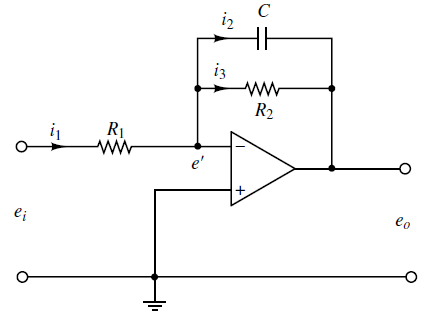 i₂ C
i₃
R₂
i₁ R₁
e′ −
+
eᵢ eₒ